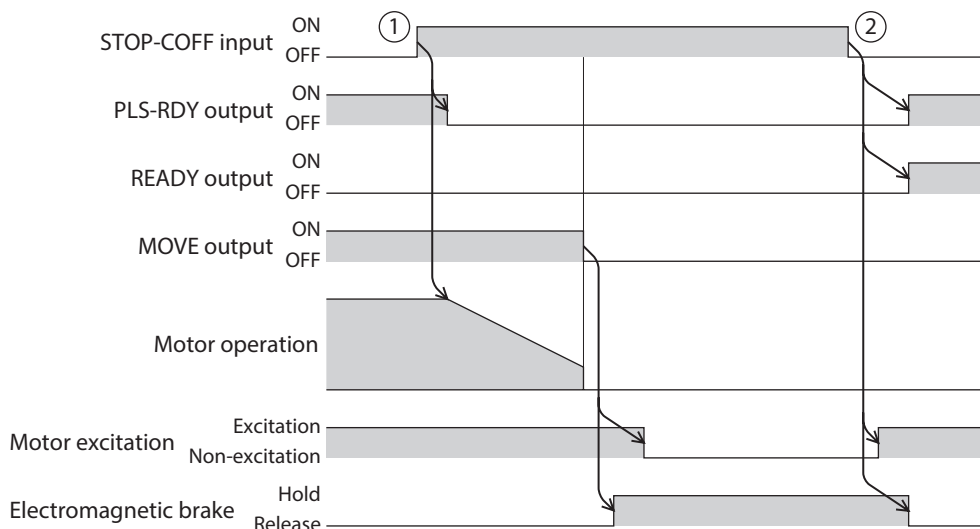 ① ②
STOP-COFF input ON
OFF
PLS-RDY output ON
OFF
READY output ON
OFF
MOVE output ON
OFF
Motor operation
Motor excitation Excitation
Non-excitation
Electromagnetic brake Hold
Release